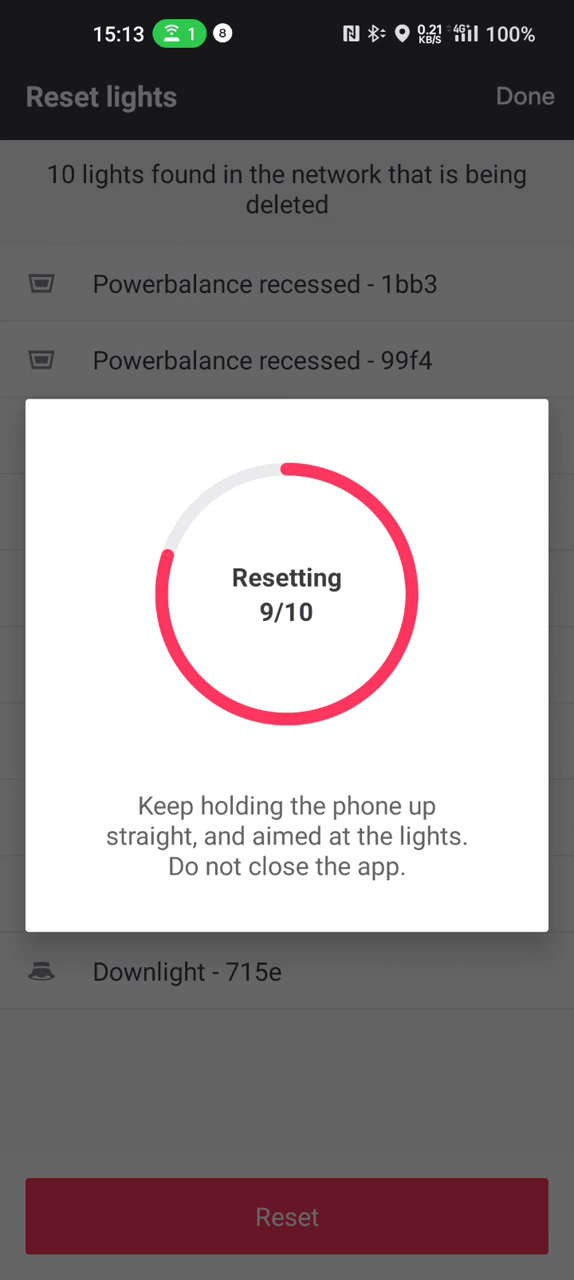 15:13 1 8 0.21 KB/S 4G+ 100%
Reset lights Done
10 lights found in the network that is being
deleted
Powerbalance recessed - 1bb3
Powerbalance recessed - 99f4
Resetting
9/10
Keep holding the phone up
straight, and aimed at the lights.
Do not close the app.
Downlight - 715e
Reset